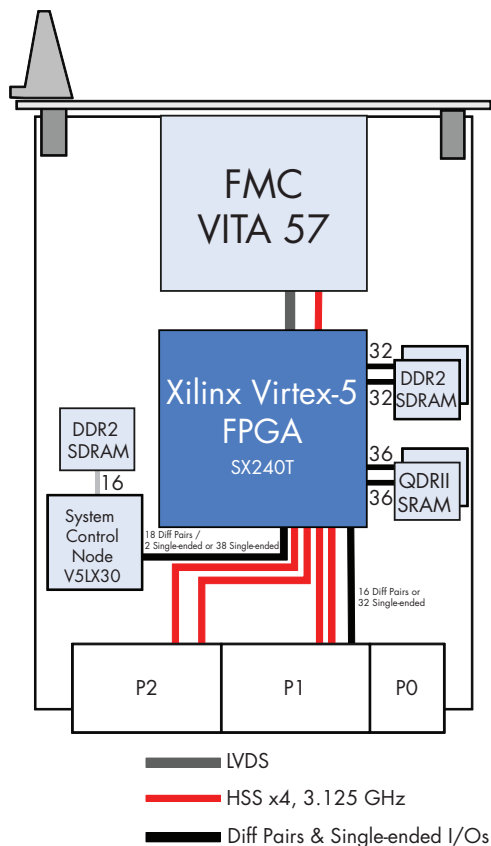 FMC
VITA 57
Xilinx Virtex-5
FPGA
SX240T
32
32
DDR2
SDRAM
36
36
QDRII
SRAM
DDR2
SDRAM
16
System
Control
Node
V5LX30
18 Diff Pairs /
2 Single-ended or 38 Single-ended
16 Diff Pairs or
32 Single-ended
P2
P1
P0
LVDS
HSS x4, 3.125 GHz
Diff Pairs & Single-ended I/Os